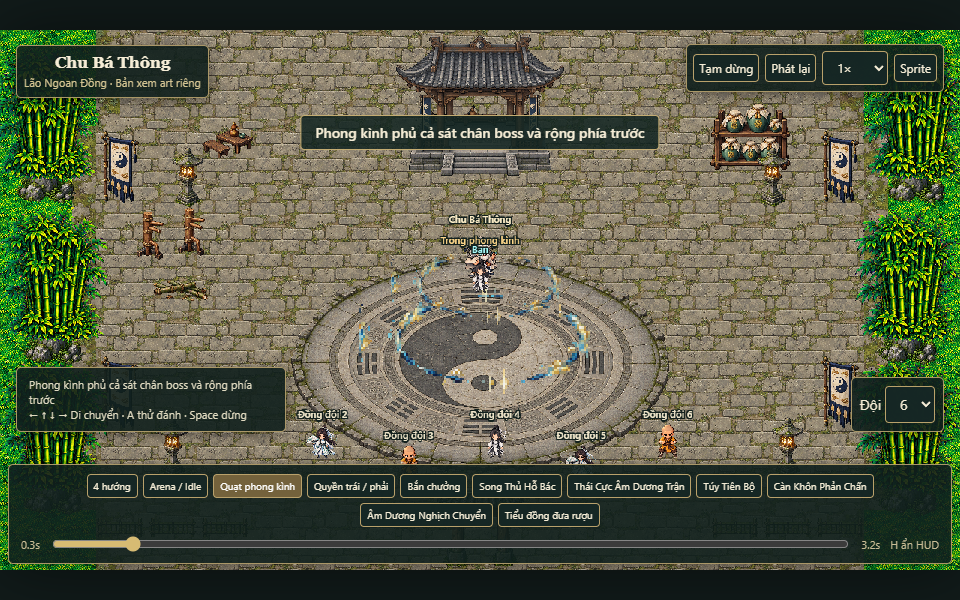 Chu Bá Thông
Lão Ngoan Đồng · Bản xem art riêng
Tạm dừng
Phát lại
1×
Sprite
Phong kình phủ cả sát chân boss và rộng phía trước
Chu Bá Thông
Trong phong kình
Bạn
Phong kình phủ cả sát chân boss và rộng phía
trước
←↑↓→ Di chuyển · A thử đánh · Space dừng
Đội
6
Đồng đội 2
Đồng đội 3
Đồng đội 4
Đồng đội 5
Đồng đội 6
4 hướng
Arena / Idle
Quạt phong kình
Quyền trái / phải
Bắn chưởng
Song Thủ Hỗ Bác
Thái Cực Âm Dương Trận
Túy Tiên Bộ
Càn Khôn Phản Chấn
Âm Dương Nghịch Chuyển
Tiểu đồng đưa rượu
0.3s
3.2s
H ẩn HUD